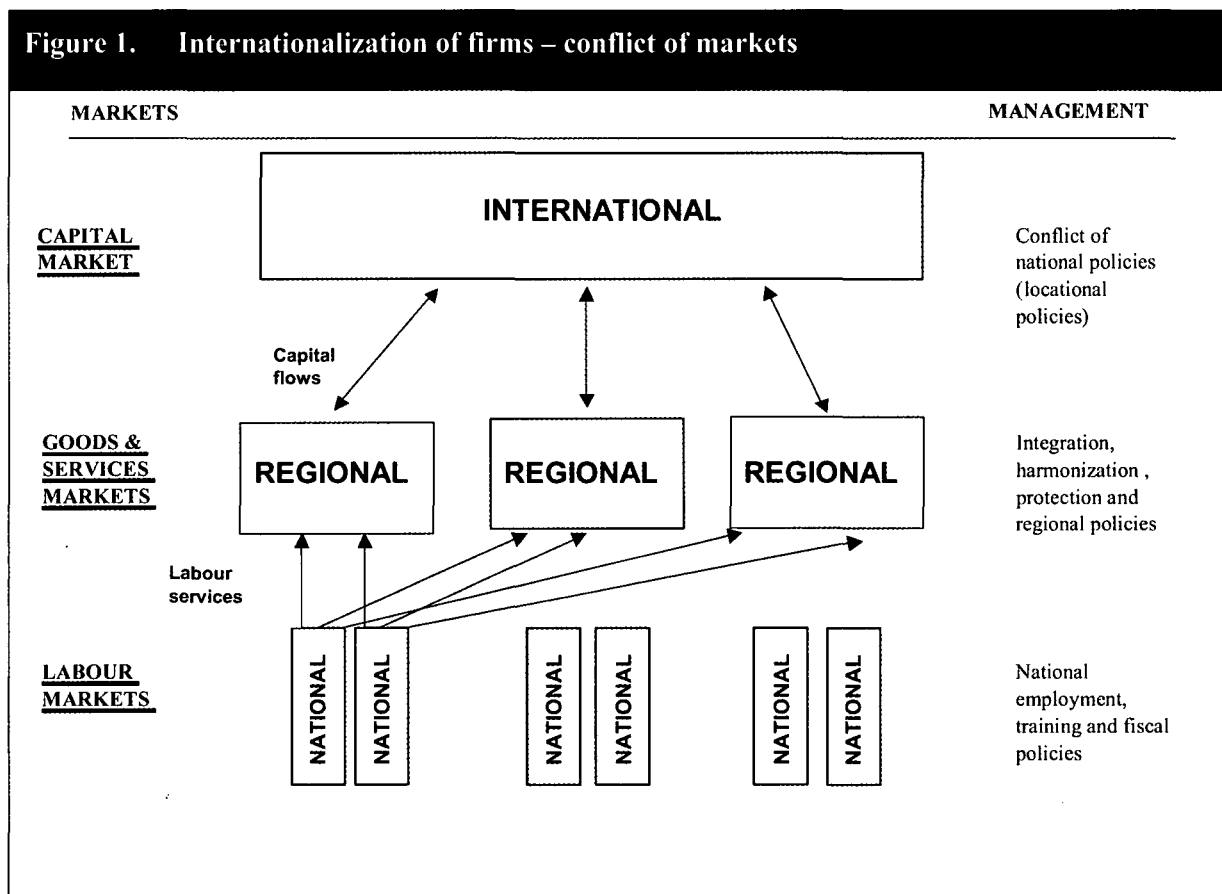 Figure 1. Internationalization of firms – conflict of markets
MARKETS
MANAGEMENT
CAPITAL
MARKET
INTERNATIONAL
Conflict of
national policies
(locational
policies)
Capital
flows
GOODS &
SERVICES
MARKETS
REGIONAL
REGIONAL
REGIONAL
Integration,
harmonization ,
protection and
regional policies
Labour
services
LABOUR
MARKETS
NATIONAL
NATIONAL
NATIONAL
NATIONAL
NATIONAL
NATIONAL
National
employment,
training and fiscal
policies